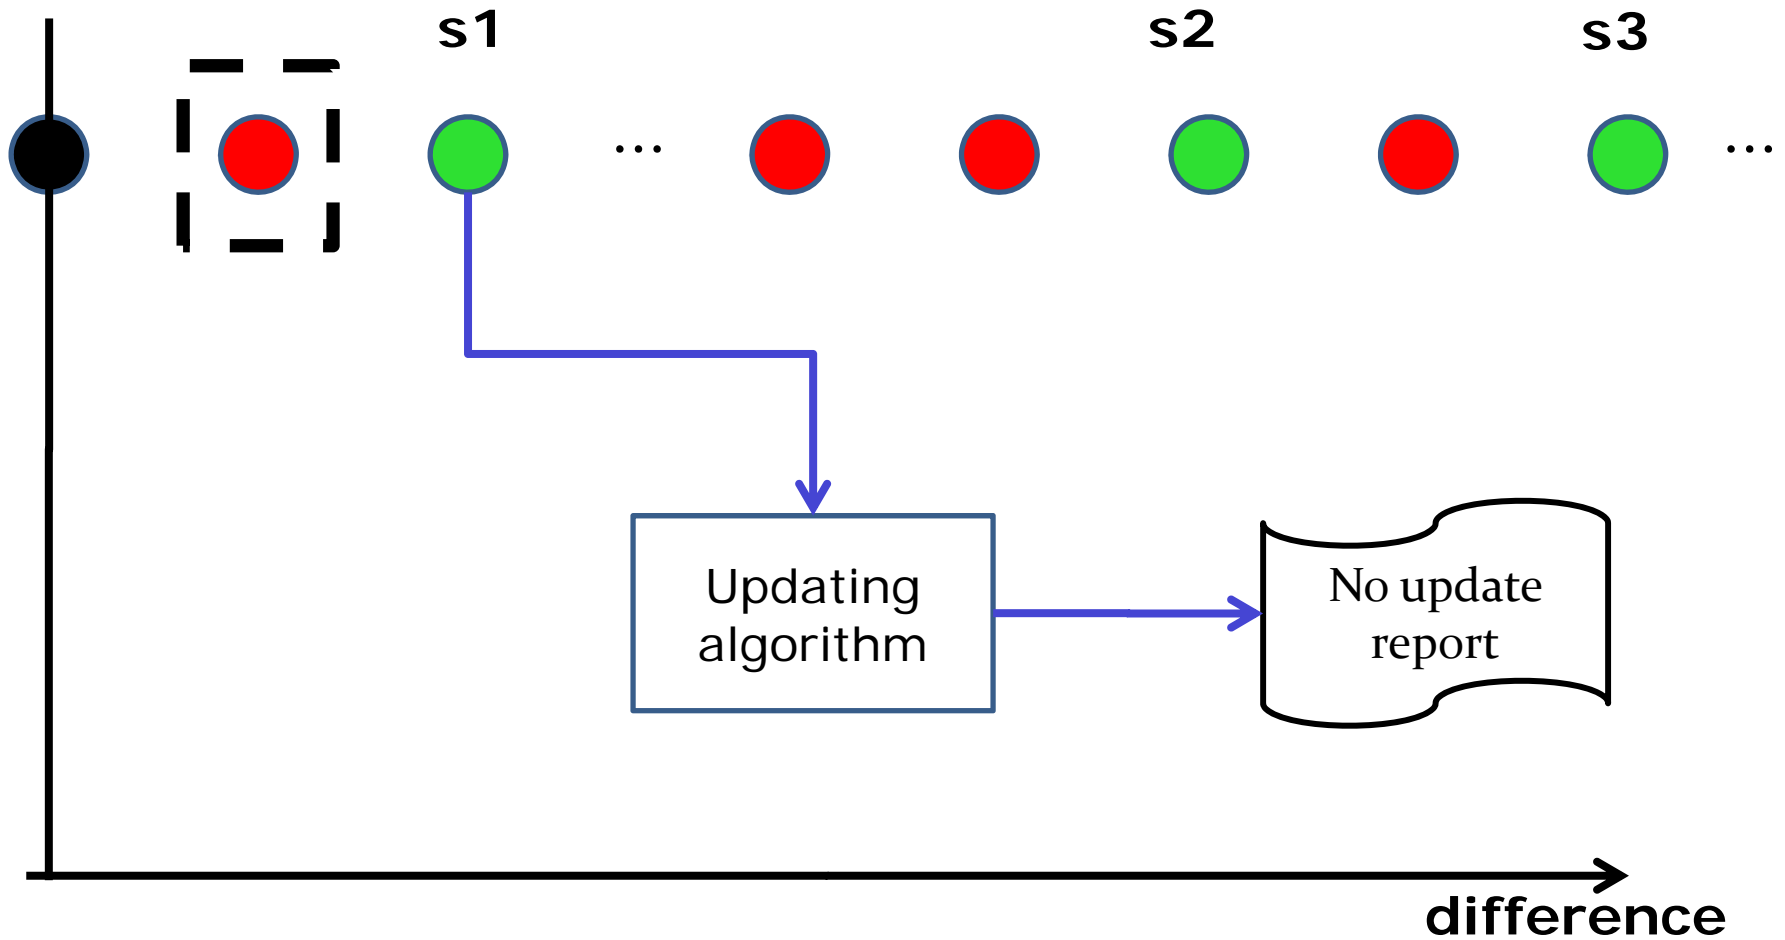 s1 s2 s3
... ...
Updating
algorithm
No update
report
difference